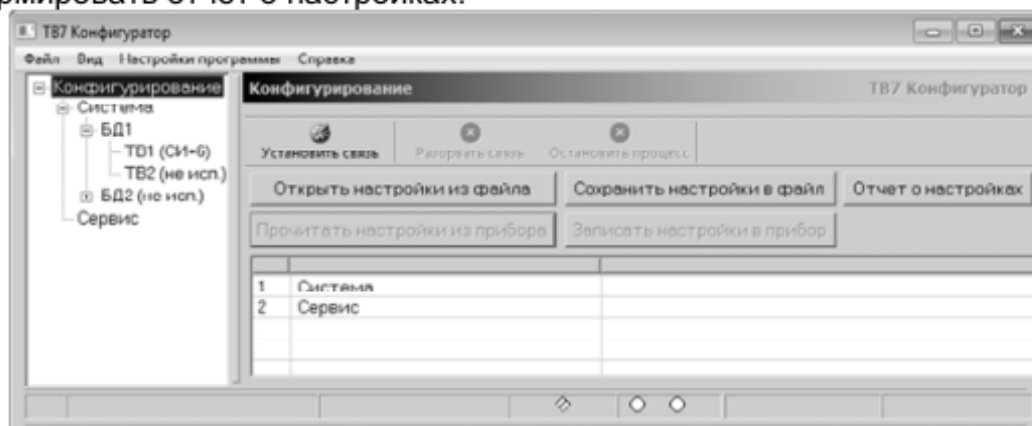 рмировать отчет о настройках.
ТВ7 Конфигуратор
Файл Вид Настройки программы Справка
Конфигурирование
Система
БД1
ТВ1 (СИ=6)
ТВ2 (не исп.)
БД2 (не исп.)
Сервис
Конфигурирование ТВ7 Конфигуратор
Установить связь Разорвать связь Остановить процесс
Открыть настройки из файла Сохранить настройки в файл Отчет о настройках
Прочитать настройки из прибора Записать настройки в прибор
1 Система
2 Сервис